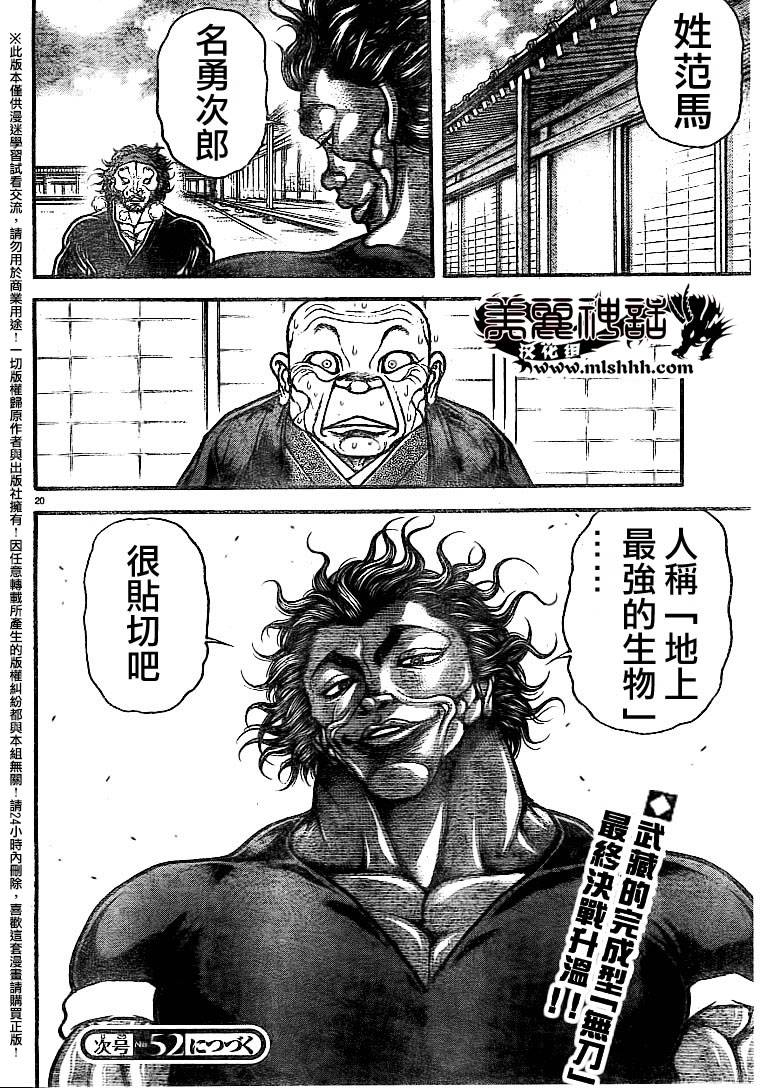 姓范馬
名勇次郎
美麗神話
汉化组
www.mlshhh.com
20
人稱「地上
最強的生物」
……
很貼切吧
武藏的完成型「無刀」
最終決戰升溫!!!
次号 No.52につづく
※此版本僅供漫迷學習試看交流，請勿用於商業用途！一切版權歸原作者與出版社擁有！因任意轉載所產生的版權糾紛都與本組無關！請24小時內刪除，喜歡這套漫畫請購買正版！